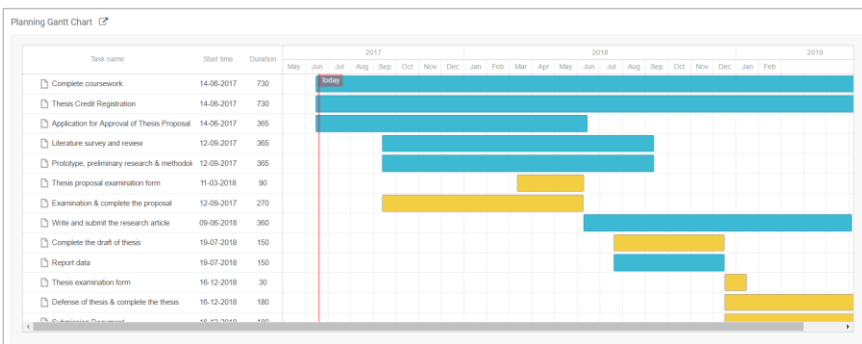 Planning Gantt Chart
Task name Start time Duration 2017 2018 2019
May Jun Jul Aug Sep Oct Nov Dec Jan Feb Mar Apr May Jun Jul Aug Sep Oct Nov Dec Jan Feb
Today
Complete coursework 14-06-2017 730
Thesis Credit Registration 14-06-2017 730
Application for Approval of Thesis Proposal 14-06-2017 365
Literature survey and review 12-09-2017 365
Prototype, preliminary research & methodol 12-09-2017 365
Thesis proposal examination form 11-03-2018 90
Examination & complete the proposal 12-09-2017 270
Write and submit the research article 09-06-2018 360
Complete the draft of thesis 19-07-2018 150
Report data 19-07-2018 150
Thesis examination form 16-12-2018 30
Defense of thesis & complete the thesis 16-12-2018 180
Submission Document 16-12-2018 180